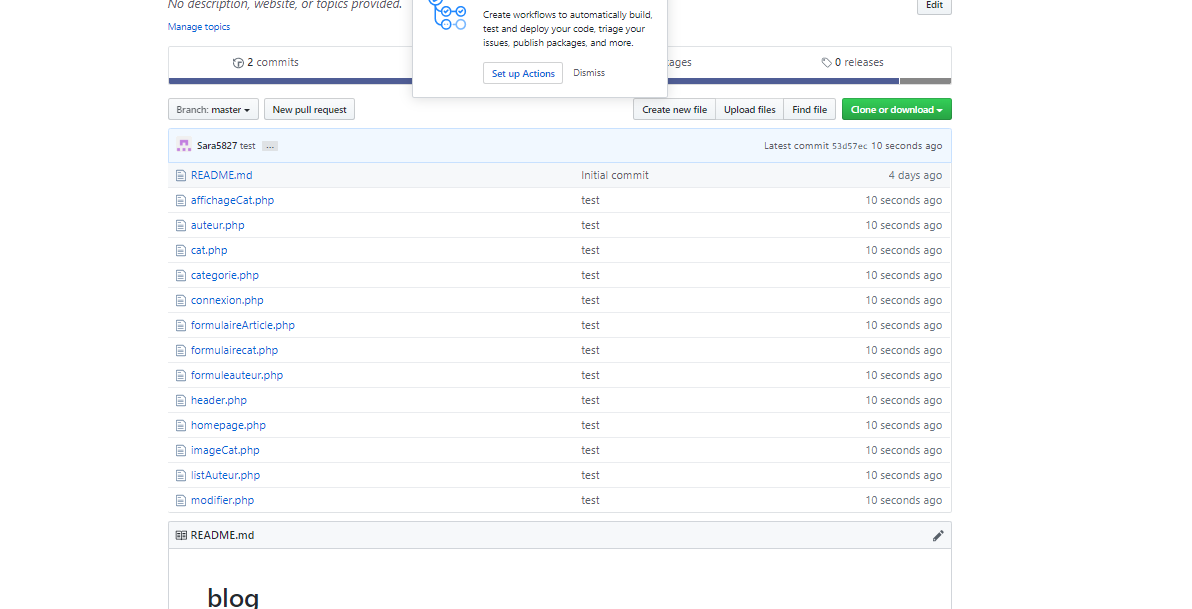 No description, website, or topics provided.
Edit
Manage topics
Create workflows to automatically build,
test and deploy your code, triage your
issues, publish packages, and more.
Set up Actions Dismiss
2 commits
ages
0 releases
Branch: master
New pull request
Create new file Upload files Find file
Clone or download
Sara5827 test ...
Latest commit 53d57ec 10 seconds ago
README.md Initial commit 4 days ago
affichageCat.php test 10 seconds ago
auteur.php test 10 seconds ago
cat.php test 10 seconds ago
categorie.php test 10 seconds ago
connexion.php test 10 seconds ago
formulaireArticle.php test 10 seconds ago
formulairecat.php test 10 seconds ago
formuleauteur.php test 10 seconds ago
header.php test 10 seconds ago
homepage.php test 10 seconds ago
imageCat.php test 10 seconds ago
listAuteur.php test 10 seconds ago
modifier.php test 10 seconds ago
README.md
blog